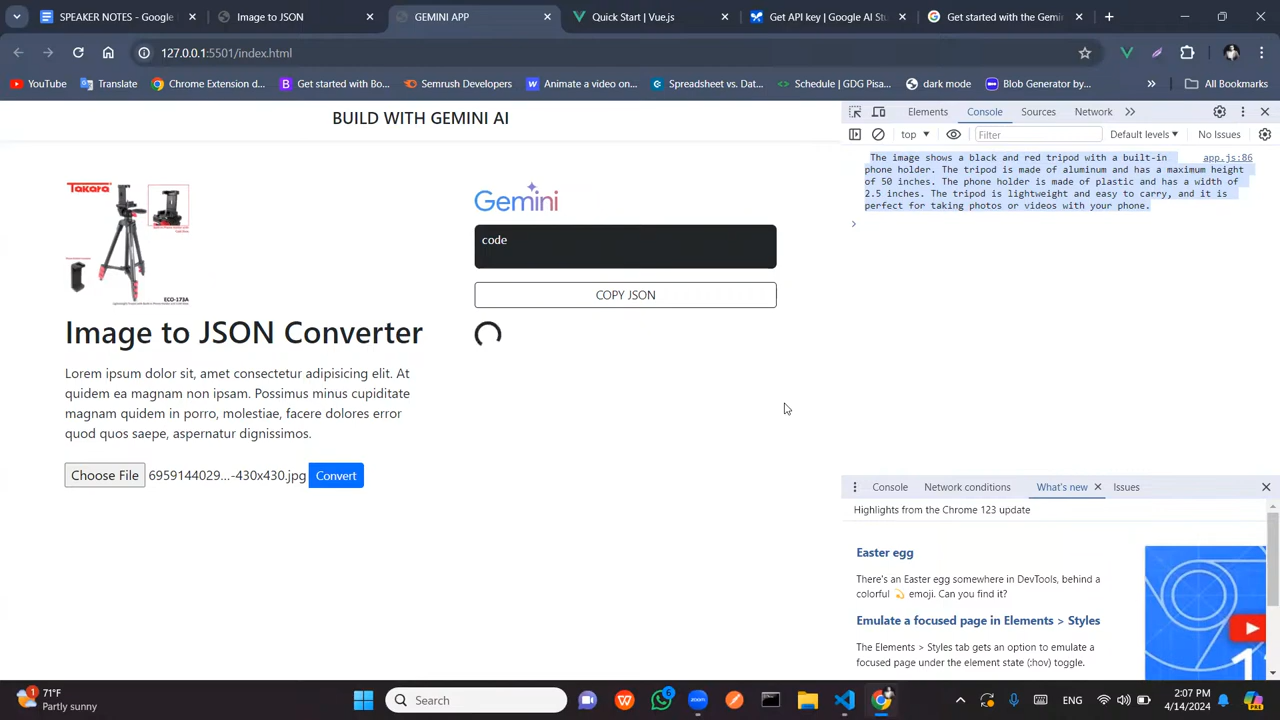 SPEAKER NOTES - Google
Image to JSON
GEMINI APP
Quick Start | Vue.js
Get API key | Google AI Stu
Get started with the Gemin
127.0.0.1:5501/index.html
YouTube
Translate
Chrome Extension d...
Get started with Bo...
Semrush Developers
Animate a video on...
Spreadsheet vs. Dat...
Schedule | GDG Pisa...
dark mode
Blob Generator by...
All Bookmarks
BUILD WITH GEMINI AI
Takara
ECO-173A
Image to JSON Converter
Lorem ipsum dolor sit, amet consectetur adipisicing elit. At
quidem ea magnam non ipsam. Possimus minus cupiditate
magnam quidem in porro, molestiae, facere dolores error
quod quos saepe, aspernatur dignissimos.
Choose File 6959144029...-430x430.jpg Convert
Gemini
code
COPY JSON
Elements Console Sources Network
top Filter Default levels No Issues
The image shows a black and red tripod with a built-in app.js:86
phone holder. The tripod is made of aluminum and has a maximum height
of 50 inches. The phone holder is made of plastic and has a width of
2.5 inches. The tripod is lightweight and easy to carry, and it is
perfect for taking photos or videos with your phone.
Console Network conditions What's new Issues
Highlights from the Chrome 123 update
Easter egg
There's an Easter egg somewhere in DevTools, behind a
colorful 💫 emoji. Can you find it?
Emulate a focused page in Elements > Styles
The Elements > Styles tab gets an option to emulate a
focused page under the element state (:hov) toggle.
1
71°F
Partly sunny
Search
6
zoom
ENG
2:07 PM
4/14/2024